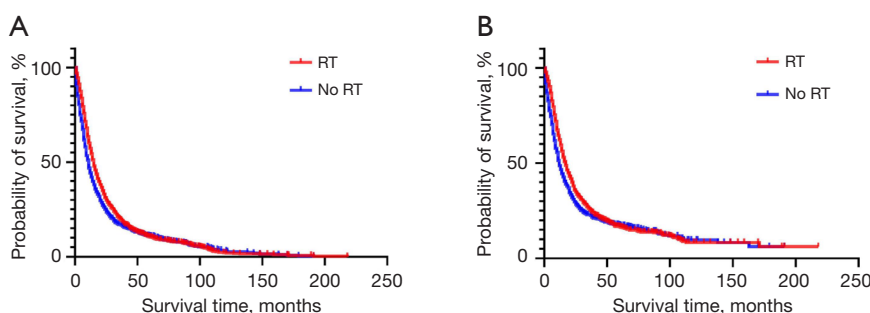 A
Probability of survival, %
100
50
0
RT
No RT
0 50 100 150 200 250
Survival time, months
B
Probability of survival, %
100
50
0
RT
No RT
0 50 100 150 200 250
Survival time, months